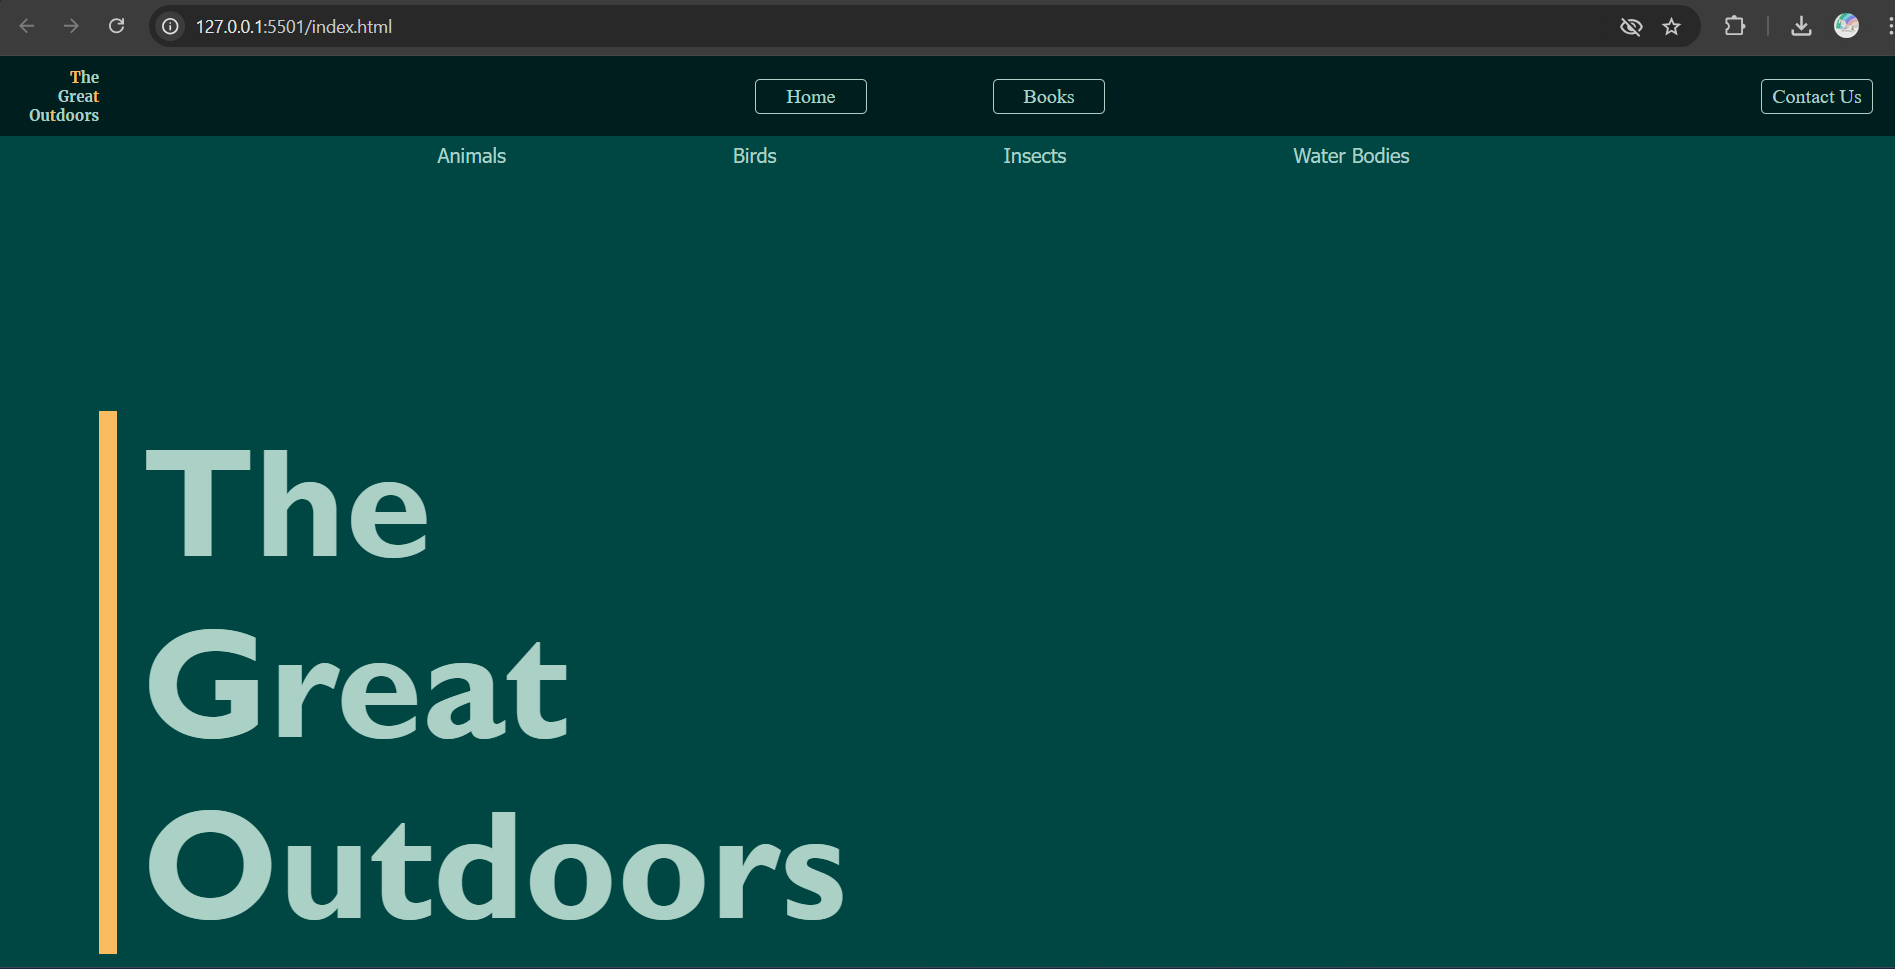 127.0.0.1:5501/index.html
The
Great
Outdoors
Home
Books
Contact Us
Animals
Birds
Insects
Water Bodies
The
Great
Outdoors